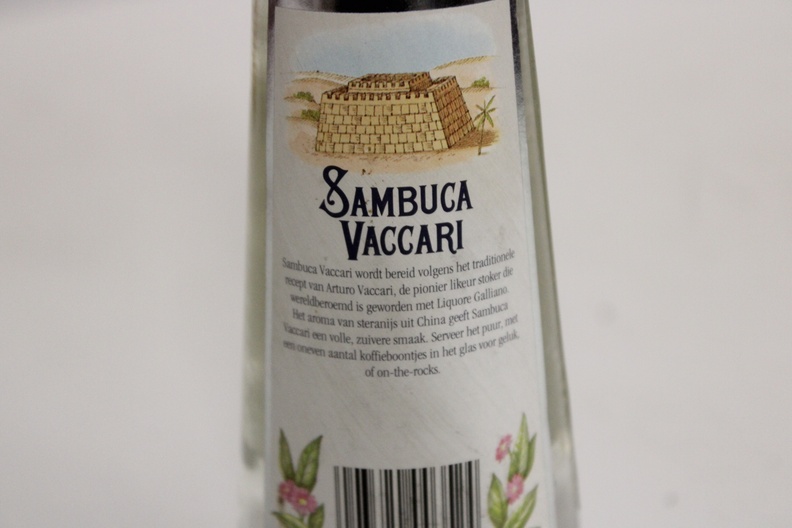 SAMBUCA
VACCARI
Sambuca Vaccari wordt bereid volgens het traditionele
recept van Arturo Vaccari, de pionier likeur stoker die
wereldberoemd is geworden met Liquore Galliano.
Het aroma van steranijs uit China geeft Sambuca
Vaccari een volle, zuivere smaak. Serveer het puur, met
een oneven aantal koffieboontjes in het glas voor geluk,
of on-the-rocks.